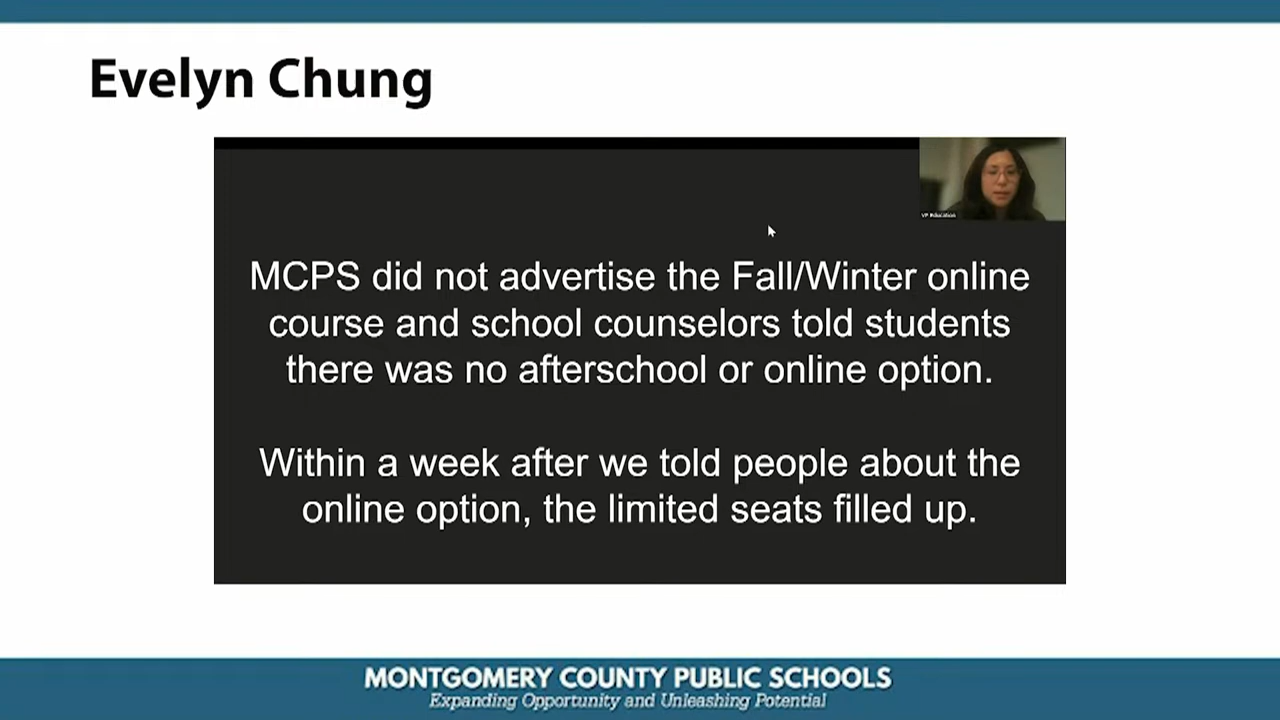 Evelyn Chung
VP Education
MCPS did not advertise the Fall/Winter online
course and school counselors told students
there was no afterschool or online option.
Within a week after we told people about the
online option, the limited seats filled up.
MONTGOMERY COUNTY PUBLIC SCHOOLS
Expanding Opportunity and Unleashing Potential